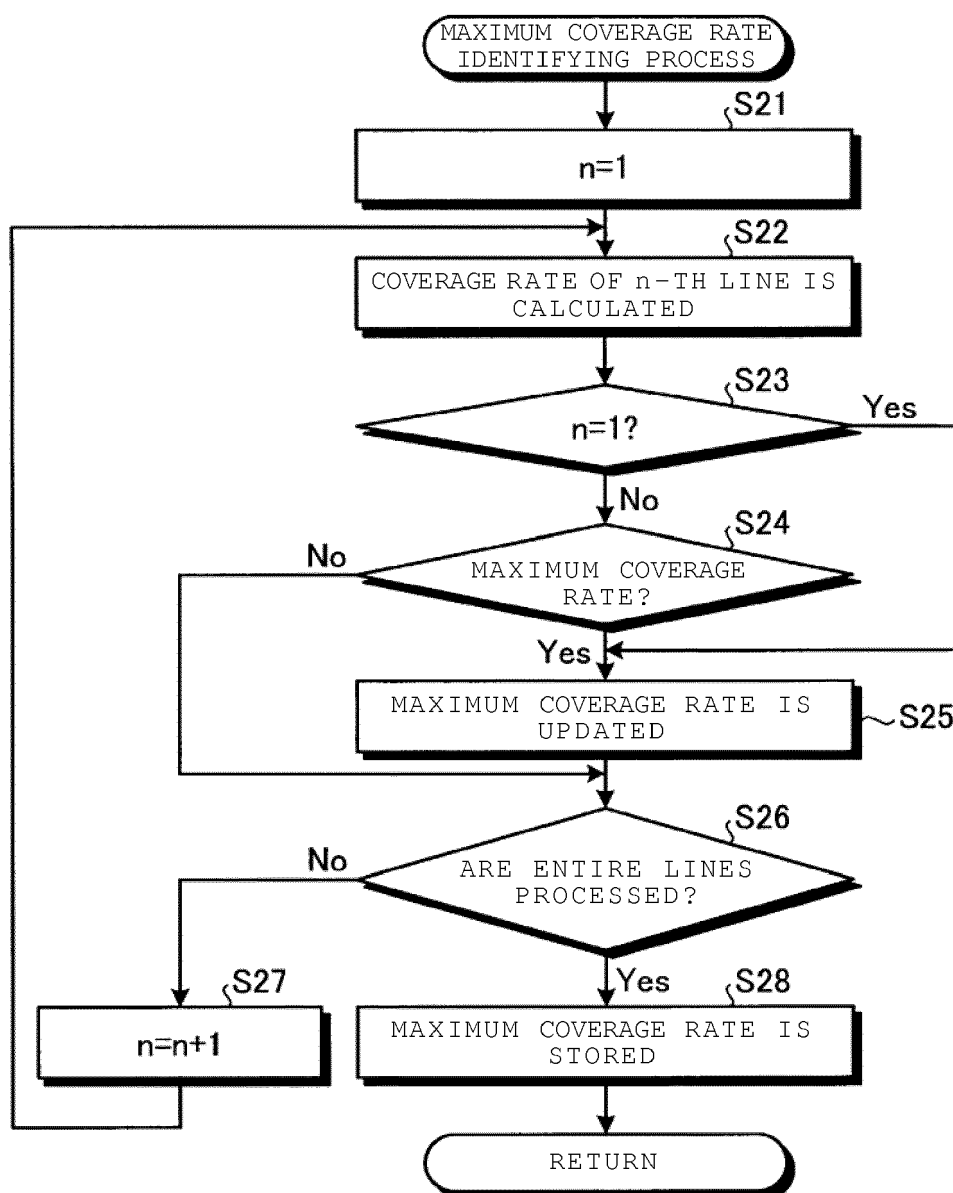 MAXIMUM COVERAGE RATE
IDENTIFYING PROCESS
S21
n=1
S22
COVERAGE RATE OF n-TH LINE IS
CALCULATED
S23
n=1?
Yes
No
S24
MAXIMUM COVERAGE
RATE?
No
Yes
MAXIMUM COVERAGE RATE IS
UPDATED
S25
S26
ARE ENTIRE LINES
PROCESSED?
No
Yes
S27
n=n+1
S28
MAXIMUM COVERAGE RATE IS
STORED
RETURN